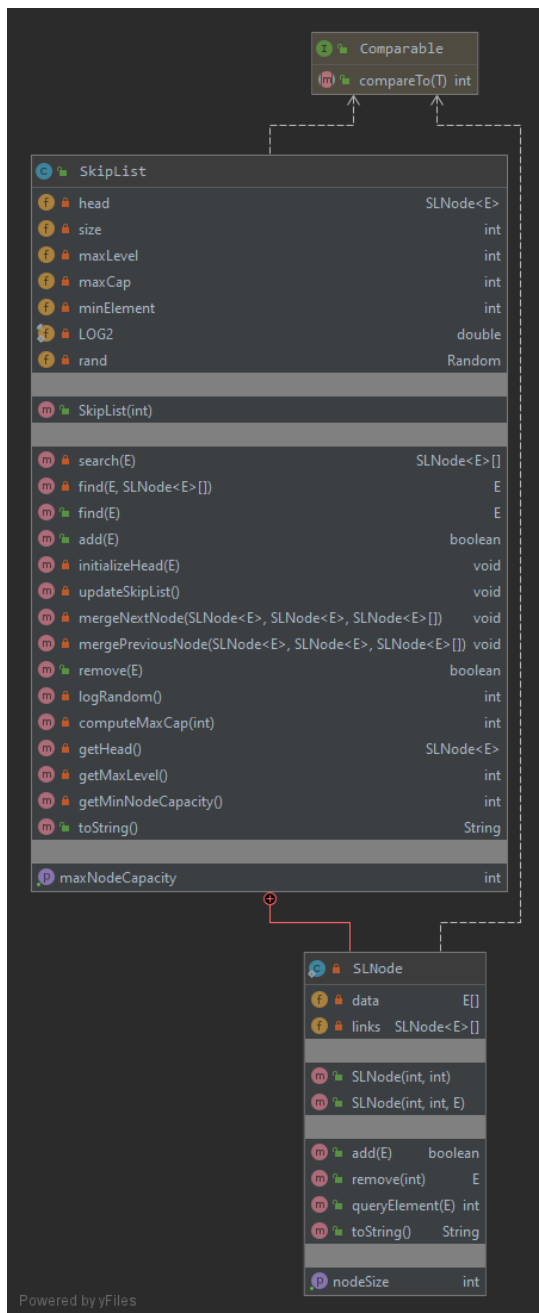 Comparable
compareTo(T) int
SkipList
head SLNode<E>
size int
maxLevel int
maxCap int
minElement int
LOG2 double
rand Random
SkipList(int)
search(E) SLNode<E>[]
find(E, SLNode<E>[]) E
find(E) E
add(E) boolean
initializeHead(E) void
updateSkipList() void
mergeNextNode(SLNode<E>, SLNode<E>, SLNode<E>[]) void
mergePreviousNode(SLNode<E>, SLNode<E>, SLNode<E>[]) void
remove(E) boolean
logRandom() int
computeMaxCap(int) int
getHead() SLNode<E>
getMaxLevel() int
getMinNodeCapacity() int
toString() String
maxNodeCapacity int
SLNode
data E[]
links SLNode<E>[]
SLNode(int, int)
SLNode(int, int, E)
add(E) boolean
remove(int) E
queryElement(E) int
toString() String
nodeSize int
Powered by yFiles